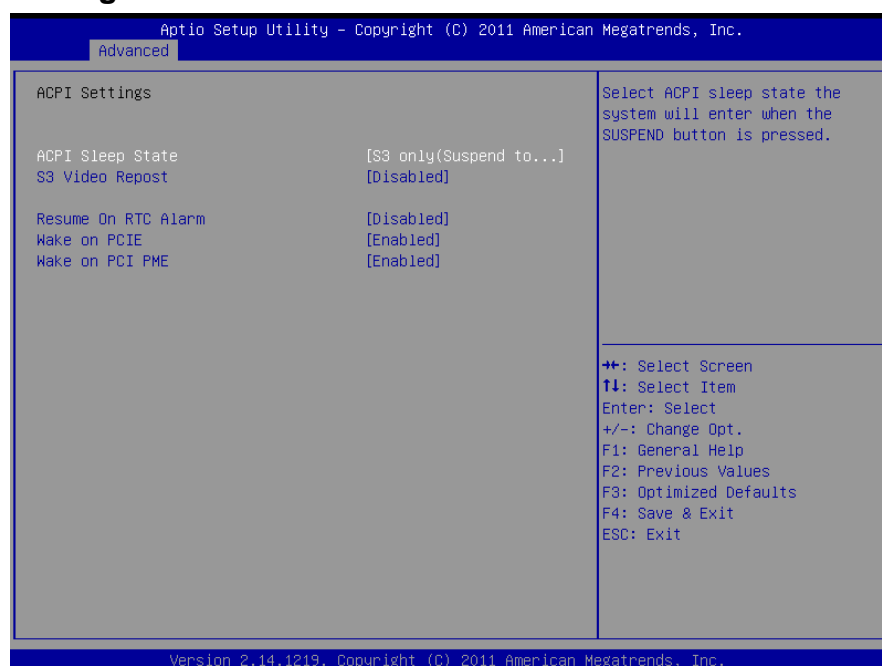 Aptio Setup Utility – Copyright (C) 2011 American Megatrends, Inc.
Advanced
ACPI Settings
ACPI Sleep State [S3 only(Suspend to...]
S3 Video Repost [Disabled]
Resume On RTC Alarm [Disabled]
Wake on PCIE [Enabled]
Wake on PCI PME [Enabled]
Select ACPI sleep state the
system will enter when the
SUSPEND button is pressed.
→←: Select Screen
↑↓: Select Item
Enter: Select
+/-: Change Opt.
F1: General Help
F2: Previous Values
F3: Optimized Defaults
F4: Save & Exit
ESC: Exit
Version 2.14.1219. Copyright (C) 2011 American Megatrends, Inc.